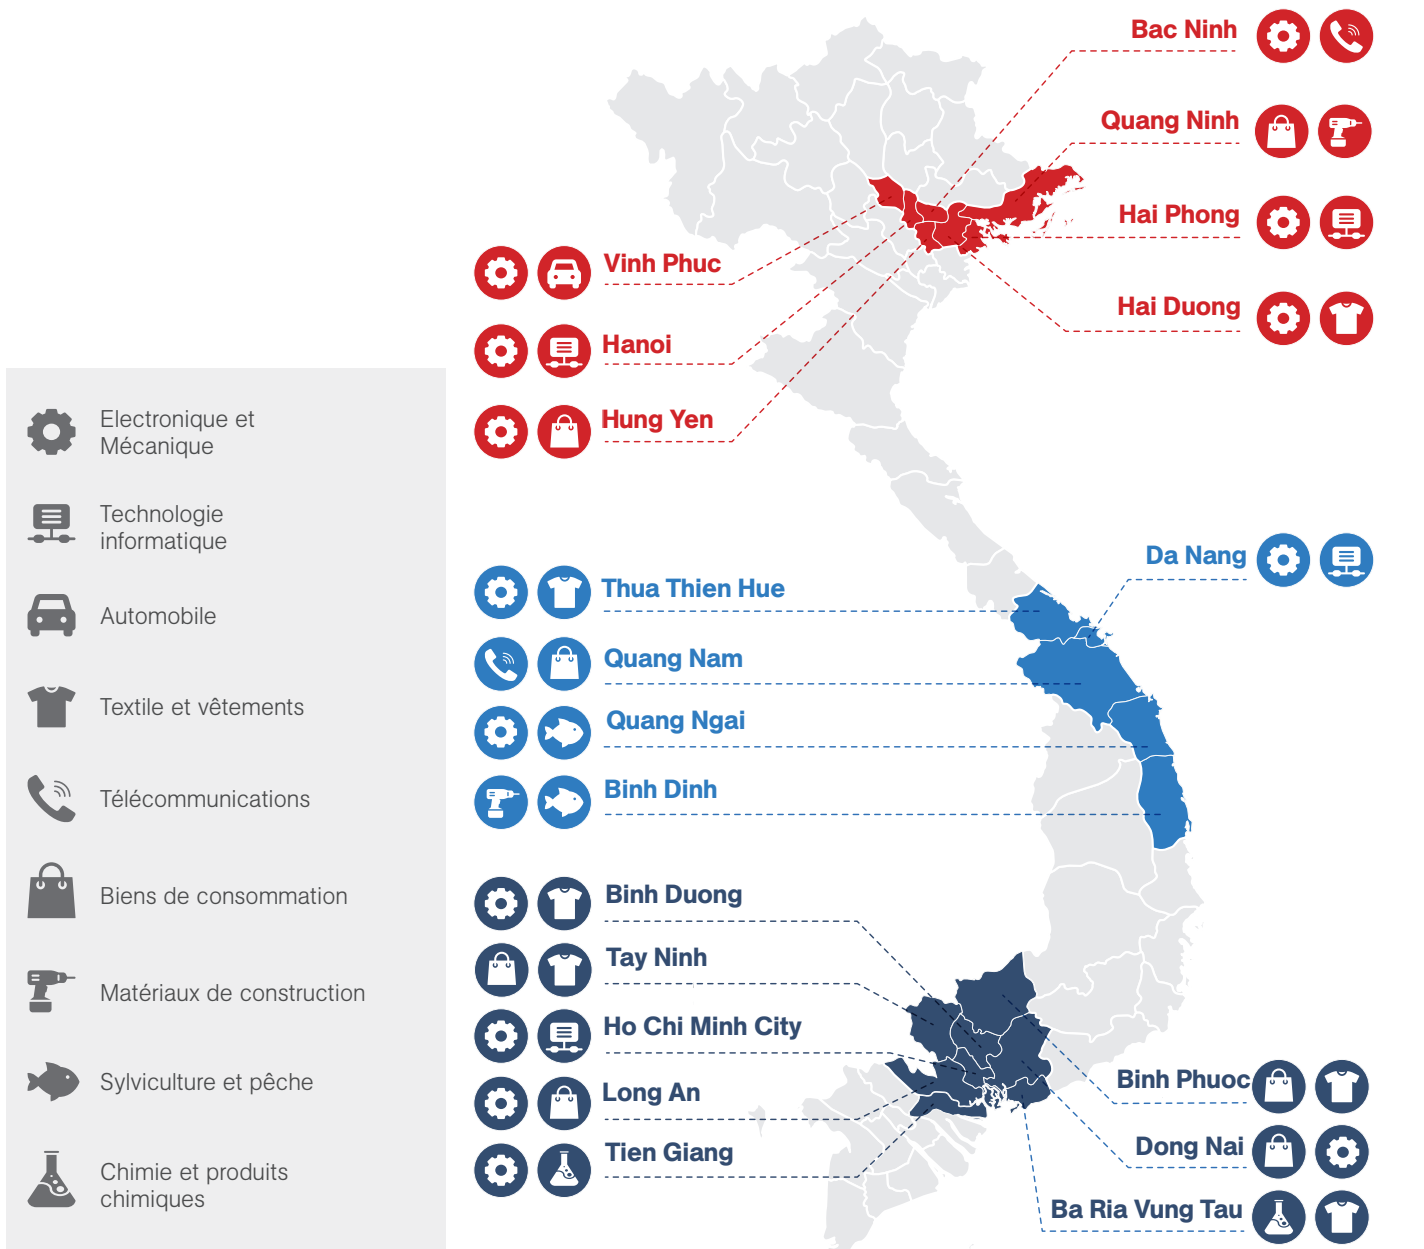 Bac Ninh
Quang Ninh
Hai Phong
Hai Duong
Vinh Phuc
Hanoi
Hung Yen
Electronique et
Mécanique
Technologie
informatique
Automobile
Textile et vêtements
Télécommunications
Biens de consommation
Matériaux de construction
Sylviculture et pêche
Chimie et produits
chimiques
Da Nang
Thua Thien Hue
Quang Nam
Quang Ngai
Binh Dinh
Binh Duong
Tay Ninh
Ho Chi Minh City
Long An
Tien Giang
Binh Phuoc
Dong Nai
Ba Ria Vung Tau